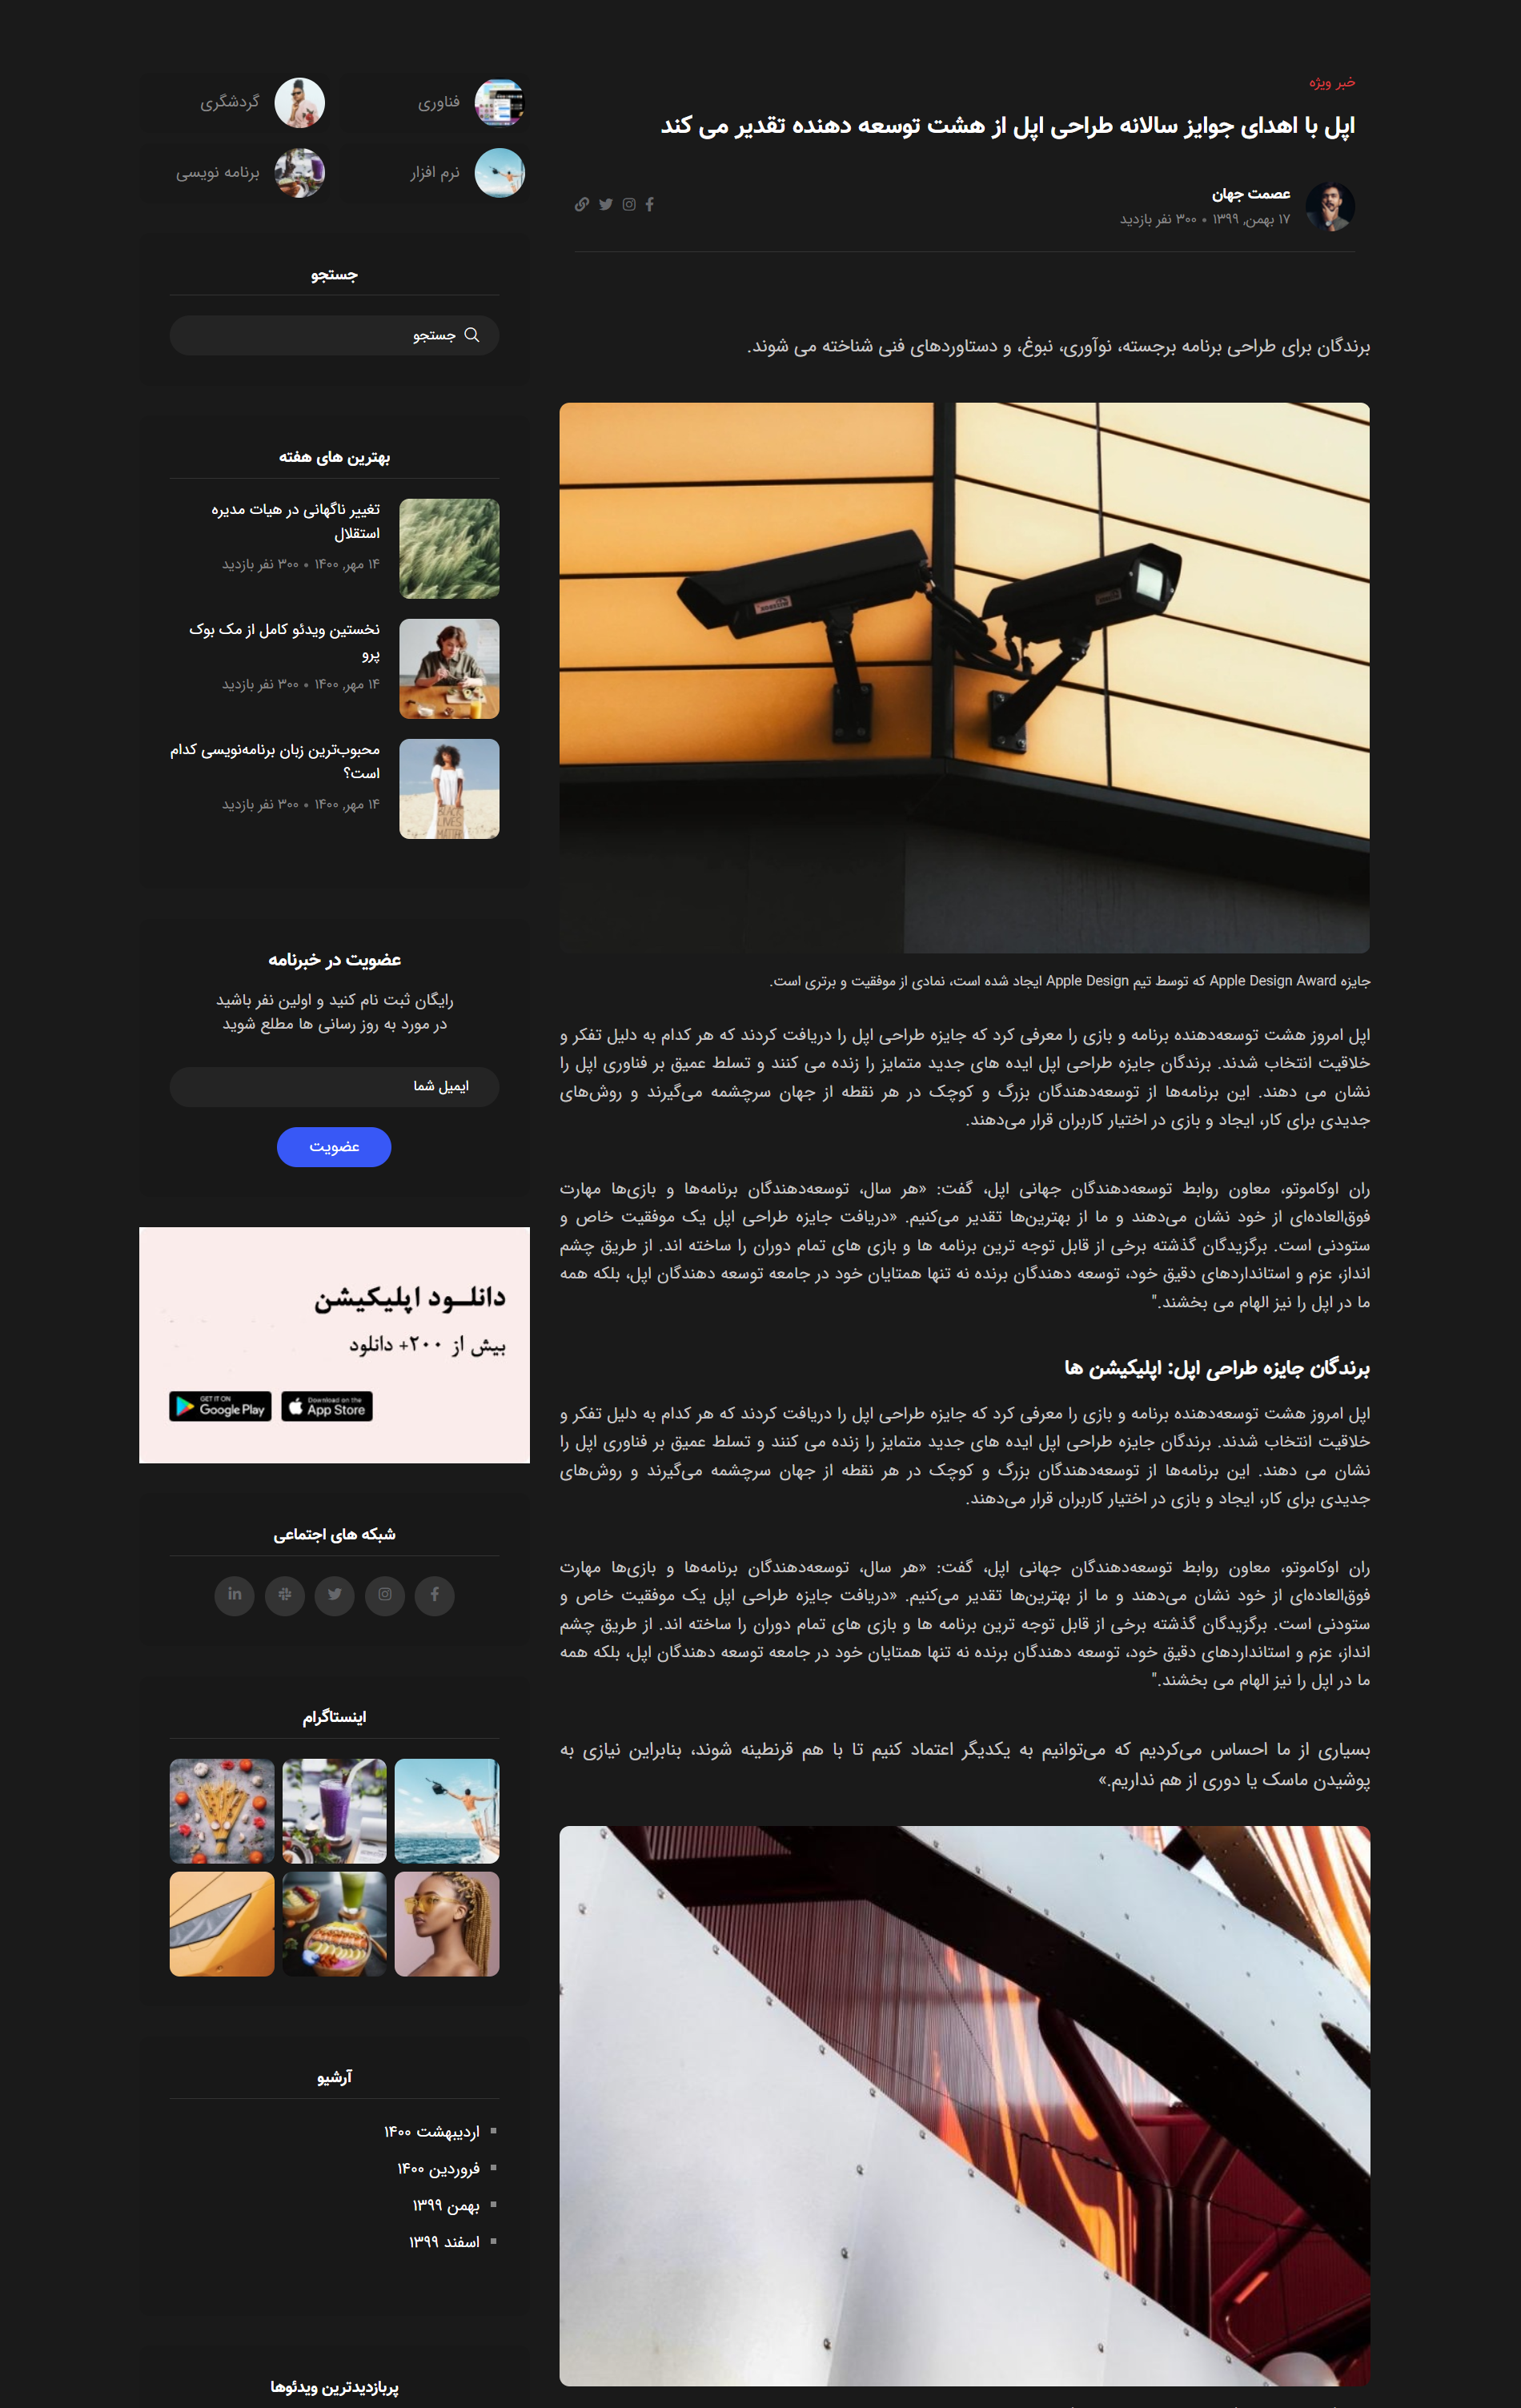 خبر ویژه
اپل با اهدای جوایز سالانه طراحی اپل از هشت توسعه دهنده تقدیر می کند
عصمت جهان
۱۷ بهمن, ۱۳۹۹ • ۳۰۰ نفر بازدید
برندگان برای طراحی برنامه برجسته، نوآوری، نبوغ، و دستاوردهای فنی شناخته می شوند.
جایزه Apple Design Award که توسط تیم Apple Design ایجاد شده است، نمادی از موفقیت و برتری است.
اپل امروز هشت توسعه‌دهنده برنامه و بازی را معرفی کرد که جایزه طراحی اپل را دریافت کردند که هر کدام به دلیل تفکر و
خلاقیت انتخاب شدند. برندگان جایزه طراحی اپل ایده های جدید متمایز را زنده می کنند و تسلط عمیق بر فناوری اپل را
نشان می دهند. این برنامه‌ها از توسعه‌دهندگان بزرگ و کوچک در هر نقطه از جهان سرچشمه می‌گیرند و روش‌های
جدیدی برای کار، ایجاد و بازی در اختیار کاربران قرار می‌دهند.
ران اوکاموتو، معاون روابط توسعه‌دهندگان جهانی اپل، گفت: «هر سال، توسعه‌دهندگان برنامه‌ها و بازی‌ها مهارت
فوق‌العاده‌ای از خود نشان می‌دهند و ما از بهترین‌ها تقدیر می‌کنیم. «دریافت جایزه طراحی اپل یک موفقیت خاص و
ستودنی است. برگزیدگان گذشته برخی از قابل توجه ترین برنامه ها و بازی های تمام دوران را ساخته اند. از طریق چشم
انداز، عزم و استانداردهای دقیق خود، توسعه دهندگان برنده نه تنها همتایان خود در جامعه توسعه دهندگان اپل، بلکه همه
ما در اپل را نیز الهام می بخشند."
برندگان جایزه طراحی اپل: اپلیکیشن ها
اپل امروز هشت توسعه‌دهنده برنامه و بازی را معرفی کرد که جایزه طراحی اپل را دریافت کردند که هر کدام به دلیل تفکر و
خلاقیت انتخاب شدند. برندگان جایزه طراحی اپل ایده های جدید متمایز را زنده می کنند و تسلط عمیق بر فناوری اپل را
نشان می دهند. این برنامه‌ها از توسعه‌دهندگان بزرگ و کوچک در هر نقطه از جهان سرچشمه می‌گیرند و روش‌های
جدیدی برای کار، ایجاد و بازی در اختیار کاربران قرار می‌دهند.
ران اوکاموتو، معاون روابط توسعه‌دهندگان جهانی اپل، گفت: «هر سال، توسعه‌دهندگان برنامه‌ها و بازی‌ها مهارت
فوق‌العاده‌ای از خود نشان می‌دهند و ما از بهترین‌ها تقدیر می‌کنیم. «دریافت جایزه طراحی اپل یک موفقیت خاص و
ستودنی است. برگزیدگان گذشته برخی از قابل توجه ترین برنامه ها و بازی های تمام دوران را ساخته اند. از طریق چشم
انداز، عزم و استانداردهای دقیق خود، توسعه دهندگان برنده نه تنها همتایان خود در جامعه توسعه دهندگان اپل، بلکه همه
ما در اپل را نیز الهام می بخشند."
بسیاری از ما احساس می‌کردیم که می‌توانیم به یکدیگر اعتماد کنیم تا با هم قرنطینه شوند، بنابراین نیازی به
پوشیدن ماسک یا دوری از هم نداریم.»
فناوری
گردشگری
نرم افزار
برنامه نویسی
جستجو
جستجو
بهترین های هفته
تغییر ناگهانی در هیات مدیره
استقلال
۱۴ مهر, ۱۴۰۰ • ۳۰۰ نفر بازدید
نخستین ویدئو کامل از مک بوک
پرو
۱۴ مهر, ۱۴۰۰ • ۳۰۰ نفر بازدید
محبوب‌ترین زبان برنامه‌نویسی کدام
است؟
۱۴ مهر, ۱۴۰۰ • ۳۰۰ نفر بازدید
BLACK
LIVES
MATTER
عضویت در خبرنامه
رایگان ثبت نام کنید و اولین نفر باشید
در مورد به روز رسانی ها مطلع شوید
ایمیل شما
عضویت
دانلــود اپلیکیشن
بیش از ۲۰۰+ دانلود
Download on the
App Store
GET IT ON
Google Play
شبکه های اجتماعی
اینستاگرام
آرشیو
اردیبهشت ۱۴۰۰
فروردین ۱۴۰۰
بهمن ۱۳۹۹
اسفند ۱۳۹۹
پربازدیدترین ویدئوها